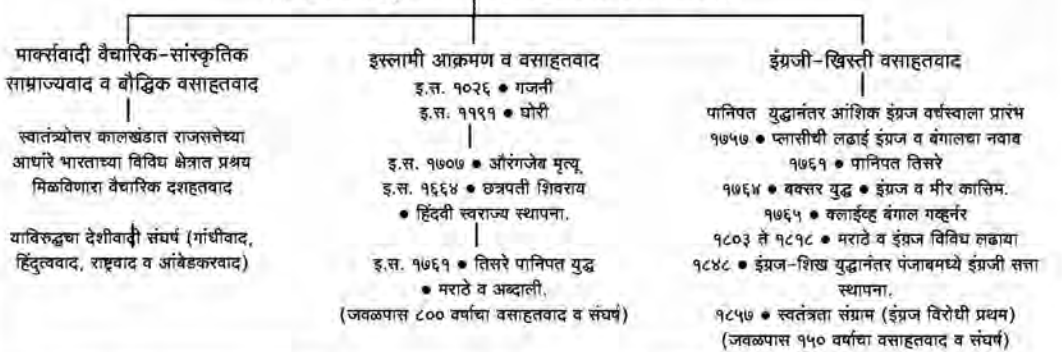 मार्क्सवादी वैचारिक-सांस्कृतिक
साम्राज्यवाद व बौद्धिक वसाहतवाद
स्वातंत्र्योत्तर कालखंडात राजसत्तेच्या
आधारे भारताच्या विविध क्षेत्रात प्रश्रय
मिळविणारा वैचारिक दशहतवाद
याविरुद्धचा देशीवादी संघर्ष (गांधीवाद,
हिंदुत्ववाद, राष्ट्रवाद व आंबेडकरवाद)
इस्लामी आक्रमण व वसाहतवाद
इ.स. १०२६ ● गजनी
इ.स. ११९१ ● घोरी
इ.स. १७०७ ● औरंगजेब मृत्यू
इ.स. १६६४ ● छत्रपती शिवराय
● हिंदवी स्वराज्य स्थापना.
इ.स. १७६१ ● तिसरे पानिपत युद्ध
● मराठे व अब्दाली.
(जवळपास ८०० वर्षाचा वसाहतवाद व संघर्ष)
इंग्रजी-ख्रिस्ती वसाहतवाद
पानिपत युद्धानंतर आंशिक इंग्रज वर्चस्वाला प्रारंभ
१७५७ ● प्लासीची लढाई इंग्रज व बंगालचा नवाब
१७६१ ● पानिपत तिसरे
१७६४ ● बक्सर युद्ध ● इंग्रज व मीर कासिम.
१७६५ ● क्लाईव्ह बंगाल गव्हर्नर
१८०३ ते १८१८ ● मराठे व इंग्रज विविध लढाया
१८४८ ● इंग्रज-शिख युद्धानंतर पंजाबमध्ये इंग्रजी सत्ता
स्थापना.
१८५७ ● स्वतंत्रता संग्राम (इंग्रज विरोधी प्रथम)
(जवळपास १५० वर्षाचा वसाहतवाद व संघर्ष)